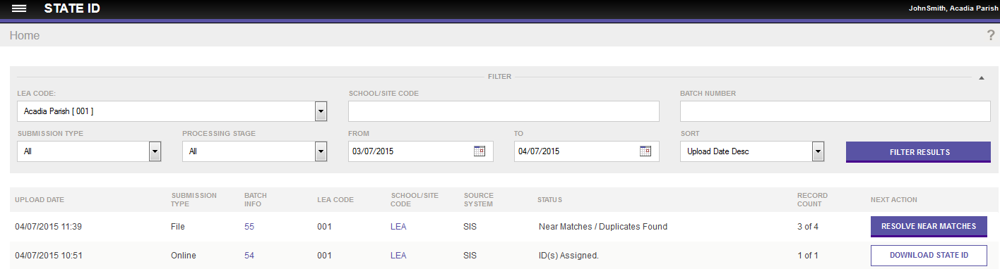 STATE ID
JohnSmith, Acadia Parish
Home
?
FILTER
LEA CODE: SCHOOL/SITE CODE BATCH NUMBER
Acadia Parish [ 001 ]
SUBMISSION TYPE PROCESSING STAGE FROM TO SORT
All All 03/07/2015 04/07/2015 Upload Date Desc FILTER RESULTS
UPLOAD DATE SUBMISSION TYPE BATCH INFO LEA CODE SCHOOL/SITE CODE SOURCE SYSTEM STATUS RECORD COUNT NEXT ACTION
04/07/2015 11:39 File 55 001 LEA SIS Near Matches / Duplicates Found 3 of 4 RESOLVE NEAR MATCHES
04/07/2015 10:51 Online 54 001 LEA SIS ID(s) Assigned. 1 of 1 DOWNLOAD STATE ID